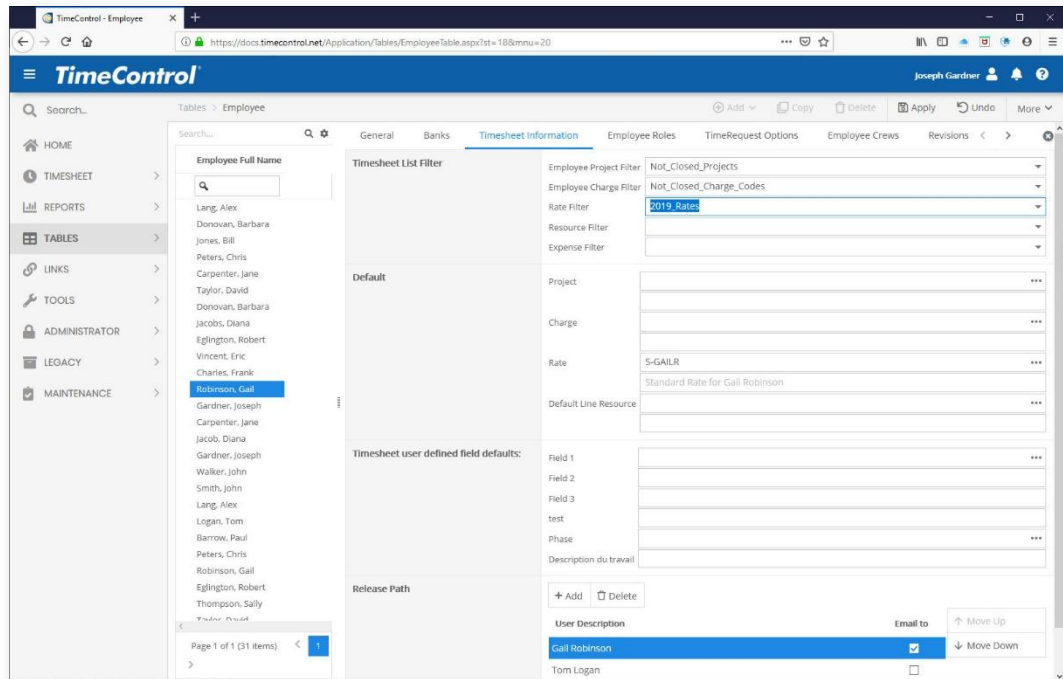 TimeControl - Employee
https://docs.timecontrol.net/Application/Tables/EmployeeTable.aspx?st=18&mnu=20
TimeControl
Joseph Gardner
Search...
Tables > Employee
Add
Copy
Delete
Apply
Undo
More
HOME
TIMESHEET
REPORTS
TABLES
LINKS
TOOLS
ADMINISTRATOR
LEGACY
MAINTENANCE
Search...
Employee Full Name
Lang, Alex
Donovan, Barbara
Jones, Bill
Peters, Chris
Carpenter, Jane
Taylor, David
Donovan, Barbara
Jacobs, Diana
Eglington, Robert
Vincent, Eric
Charles, Frank
Robinson, Gail
Gardner, Joseph
Carpenter, Jane
Jacob, Diana
Gardner, Joseph
Walker, John
Smith, John
Lang, Alex
Logan, Tom
Barrow, Paul
Peters, Chris
Robinson, Gail
Eglington, Robert
Thompson, Sally
Taylor, David
Page 1 of 1 (31 items)
1
General
Banks
Timesheet Information
Employee Roles
TimeRequest Options
Employee Crews
Revisions
Timesheet List Filter
Employee Project Filter Not_Closed_Projects
Employee Charge Filter Not_Closed_Charge_Codes
Rate Filter 2019_Rates
Resource Filter
Expense Filter
Default
Project
Charge
Rate S-GAILR
Standard Rate for Gail Robinson
Default Line Resource
Timesheet user defined field defaults:
Field 1
Field 2
Field 3
test
Phase
Description du travail
Release Path
+ Add
Delete
User Description
Email to
Move Up
Gail Robinson
Move Down
Tom Logan